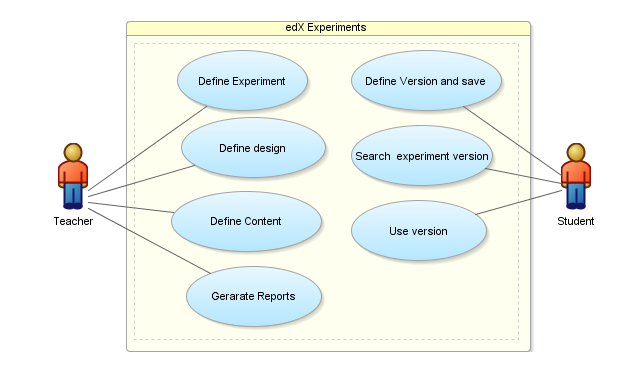 edX Experiments
Define Experiment
Define Version and save
Define design
Search experiment version
Define Content
Use version
Gerarate Reports
Teacher
Student